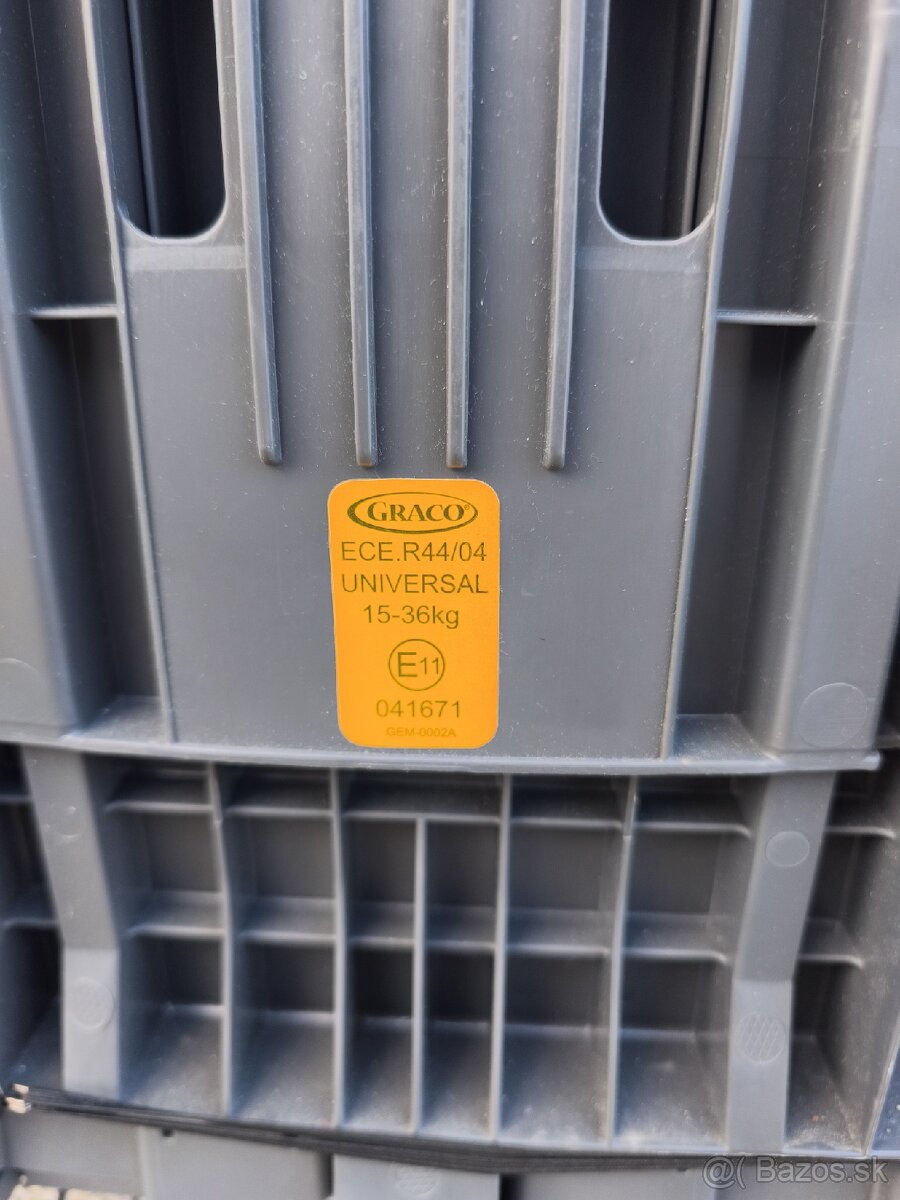 GRACO®
ECE.R44/04
UNIVERSAL
15-36kg
E11
041671
GEM-0002A
@( Bazos.sk